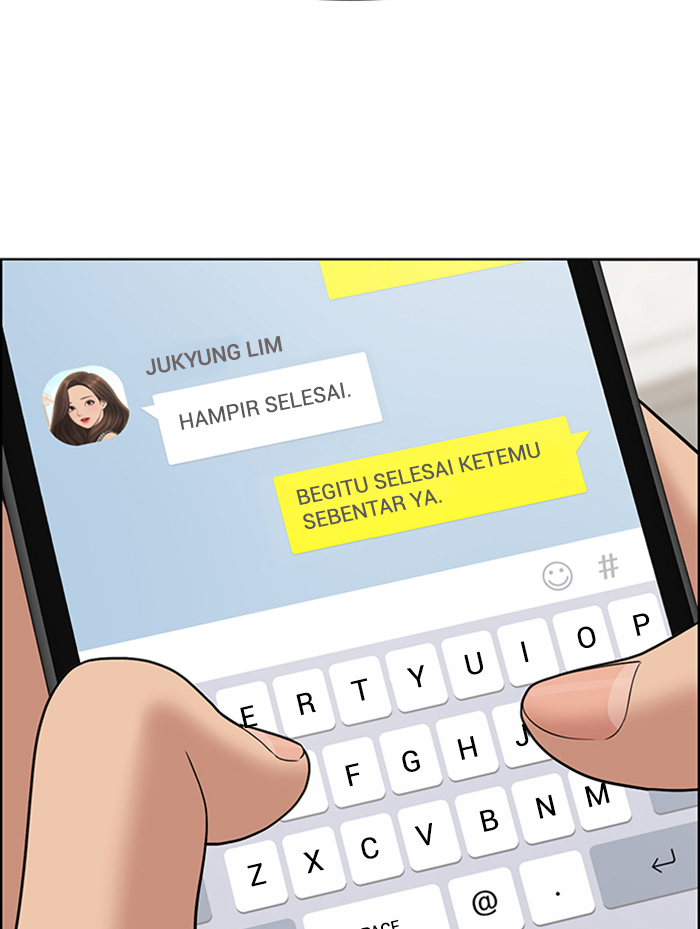 JUKYUNG LIM
HAMPIR SELESAI.
BEGITU SELESAI KETEMU
SEBENTAR YA.
#
E R T Y U I O P
F G H J
Z X C V B N M
@ .